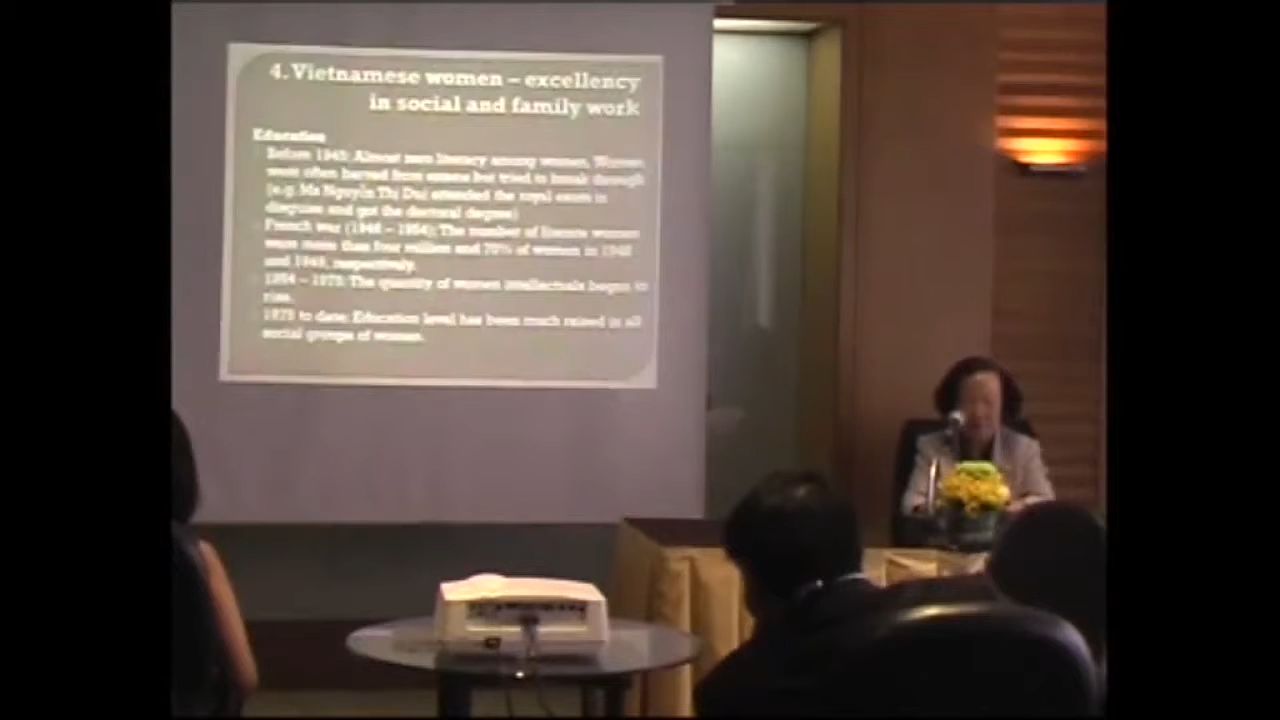 4. Vietnamese women – excellency
in social and family work
Education
Before 1945: Almost zero literacy among women. Women
were often barred from exams but tried to break through
(e.g. Ms Nguyễn Thị Du attended the royal exam in
disguise and got the doctoral degree)
French war (1946 – 1954): The number of literate women
were more than four million and 70% of women in 1948
and 1949, respectively.
1954 – 1975: The quantity of women intellectuals began to
rise.
1975 to date: Education level has been much raised in all
social groups of women.